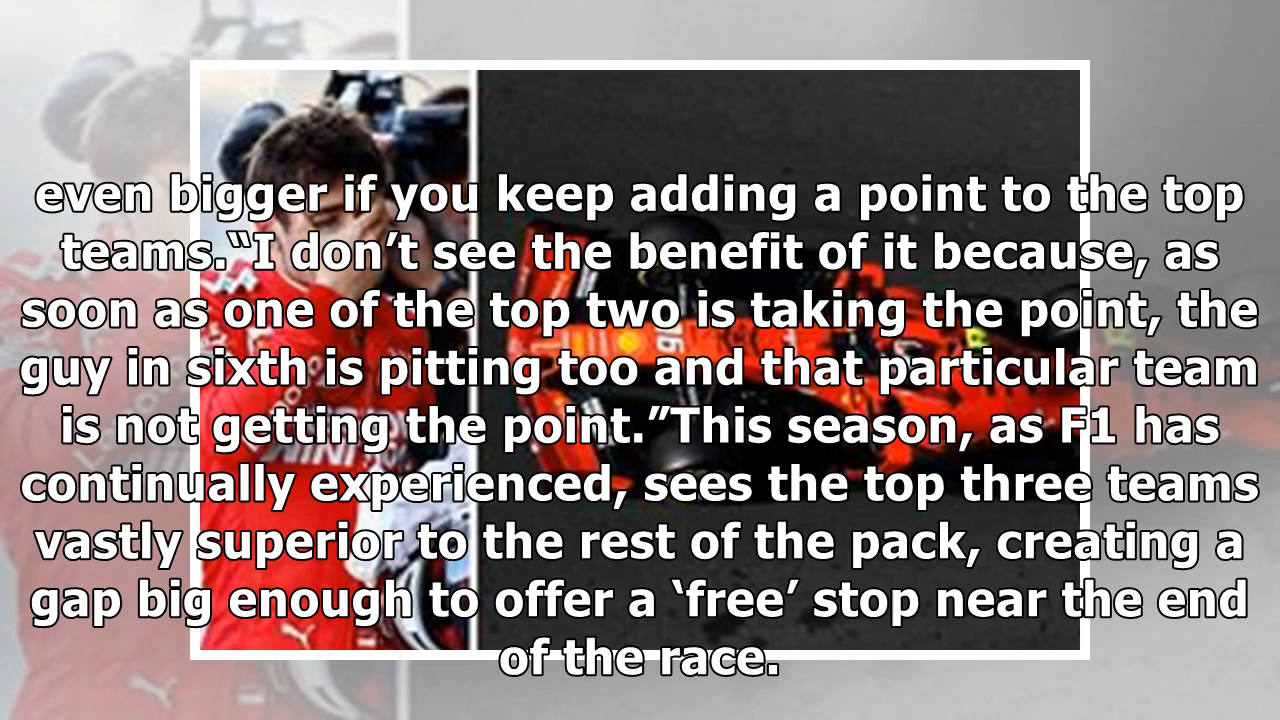 even bigger if you keep adding a point to the top
teams.“I don’t see the benefit of it because, as
soon as one of the top two is taking the point, the
guy in sixth is pitting too and that particular team
is not getting the point.”This season, as F1 has
continually experienced, sees the top three teams
vastly superior to the rest of the pack, creating a
gap big enough to offer a ‘free’ stop near the end
of the race.